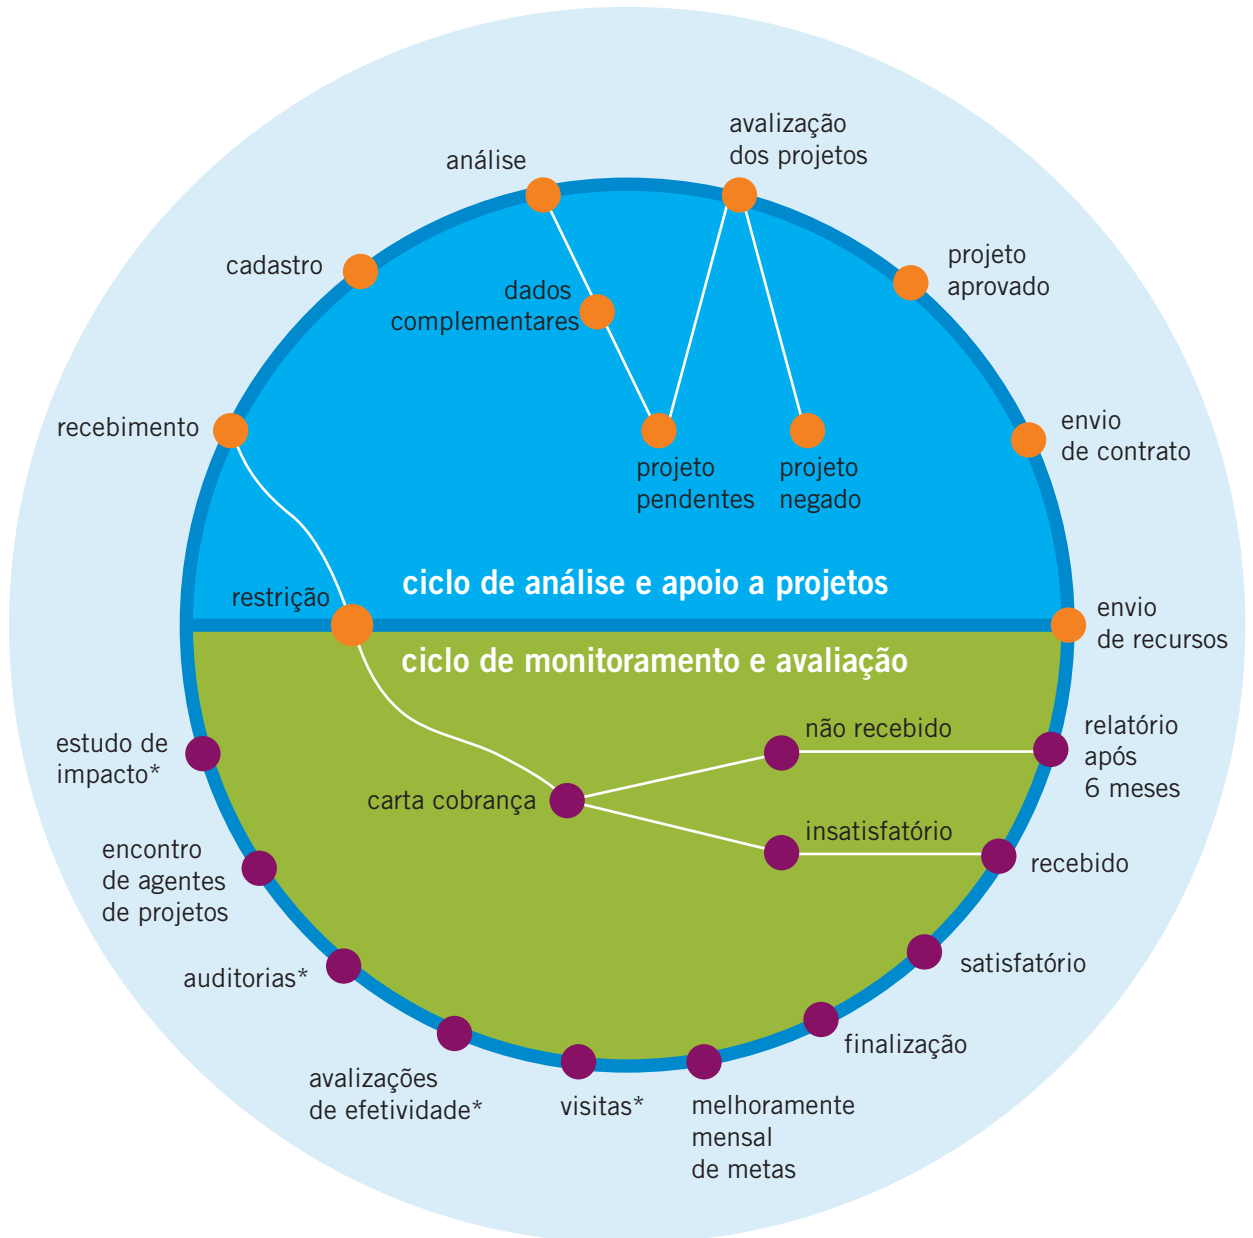 avalização
dos projetos
análise
cadastro
projeto
aprovado
dados
complementares
recebimento
envio
de contrato
projeto
pendentes
projeto
negado
ciclo de análise e apoio a projetos
restrição
envio
de recursos
ciclo de monitoramento e avaliação
estudo de
impacto*
não recebido
relatório
após
6 meses
carta cobrança
insatisfatório
recebido
encontro
de agentes
de projetos
satisfatório
auditorias*
finalização
avalizações
de efetividade*
visitas*
melhoramente
mensal
de metas